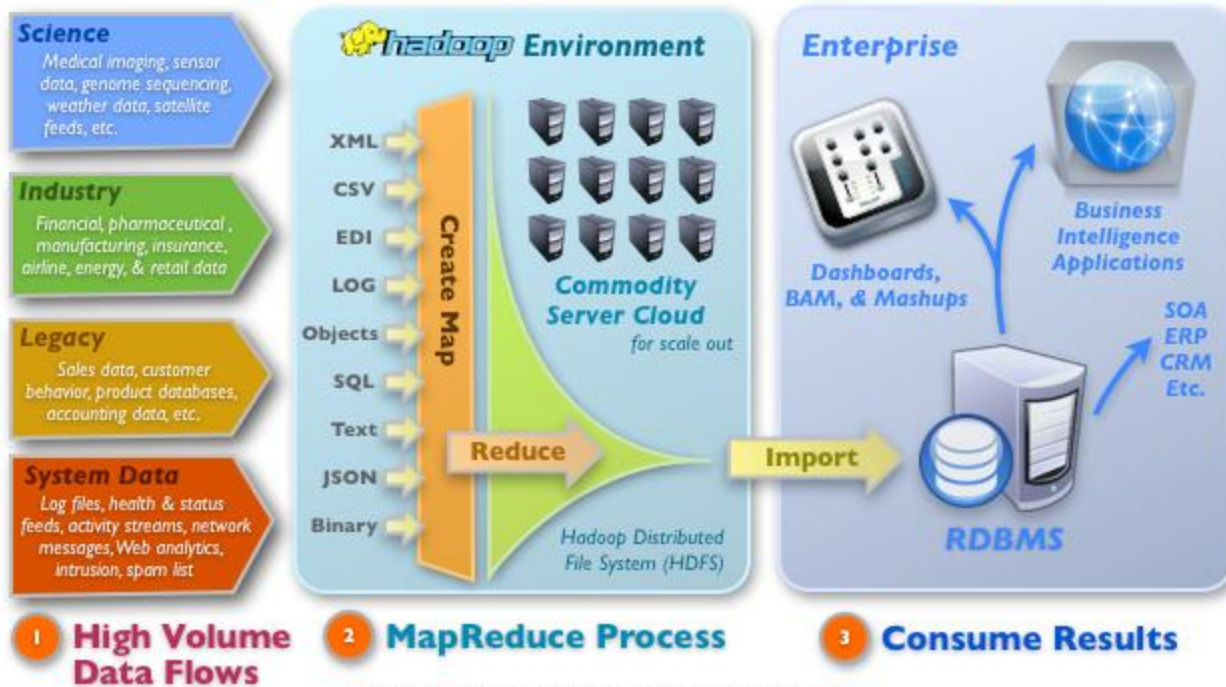 Science
Medical imaging, sensor
data, genome sequencing,
weather data, satellite
feeds, etc.
Industry
Financial, pharmaceutical,
manufacturing, insurance,
airline, energy, & retail data
Legacy
Sales data, customer
behavior, product databases,
accounting data, etc.
System Data
Log files, health & status
feeds, activity streams, network
messages, Web analytics,
intrusion, spam list
1 High Volume
Data Flows
hadoop Environment
XML
CSV
EDI
LOG
Objects
SQL
Text
JSON
Binary
Create Map
Reduce
Commodity
Server Cloud
for scale out
Hadoop Distributed
File System (HDFS)
2 MapReduce Process
Import
Enterprise
Dashboards,
BAM, & Mashups
Business
Intelligence
Applications
SOA
ERP
CRM
Etc.
RDBMS
3 Consume Results